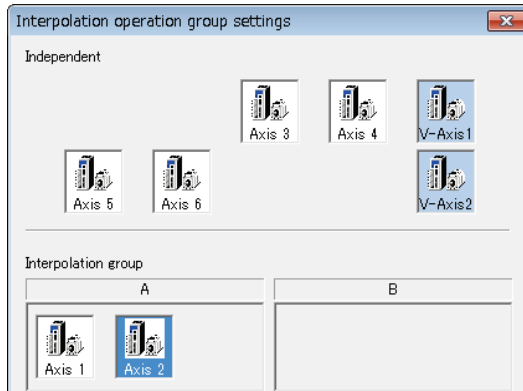 Interpolation operation group settings
Independent
Axis 3 Axis 4 V-Axis1
Axis 5 Axis 6 V-Axis2
Interpolation group
A B
Axis 1 Axis 2